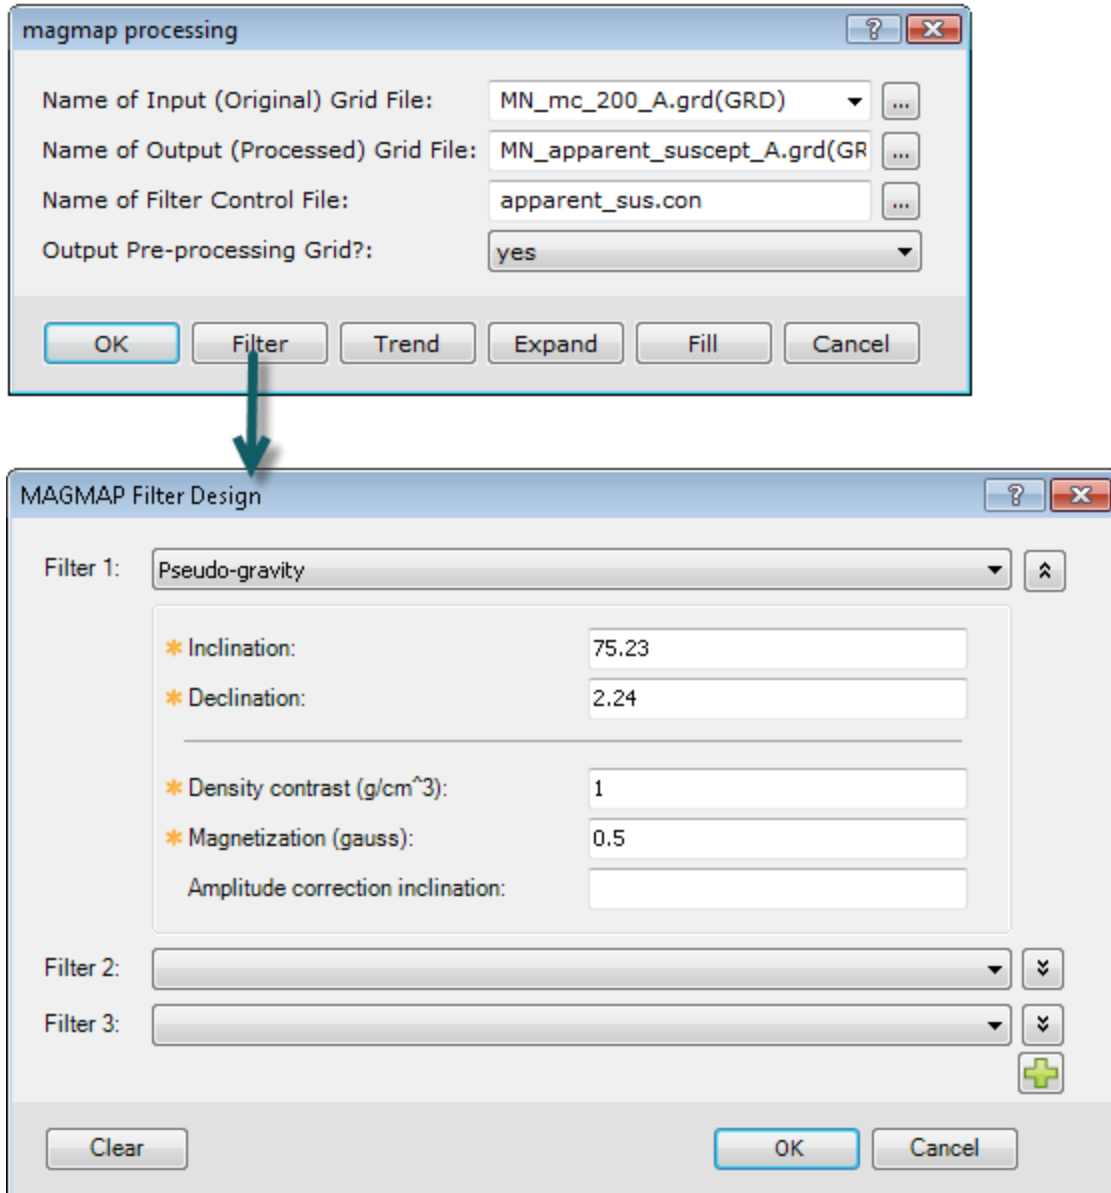 magmap processing
Name of Input (Original) Grid File: MN_mc_200_A.grd(GRD) ...
Name of Output (Processed) Grid File: MN_apparent_suscept_A.grd(GR ...
Name of Filter Control File: apparent_sus.con ...
Output Pre-processing Grid?: yes
OK Filter Trend Expand Fill Cancel
MAGMAP Filter Design
Filter 1: Pseudo-gravity
* Inclination: 75.23
* Declination: 2.24
* Density contrast (g/cm^3): 1
* Magnetization (gauss): 0.5
Amplitude correction inclination:
Filter 2:
Filter 3:
Clear OK Cancel